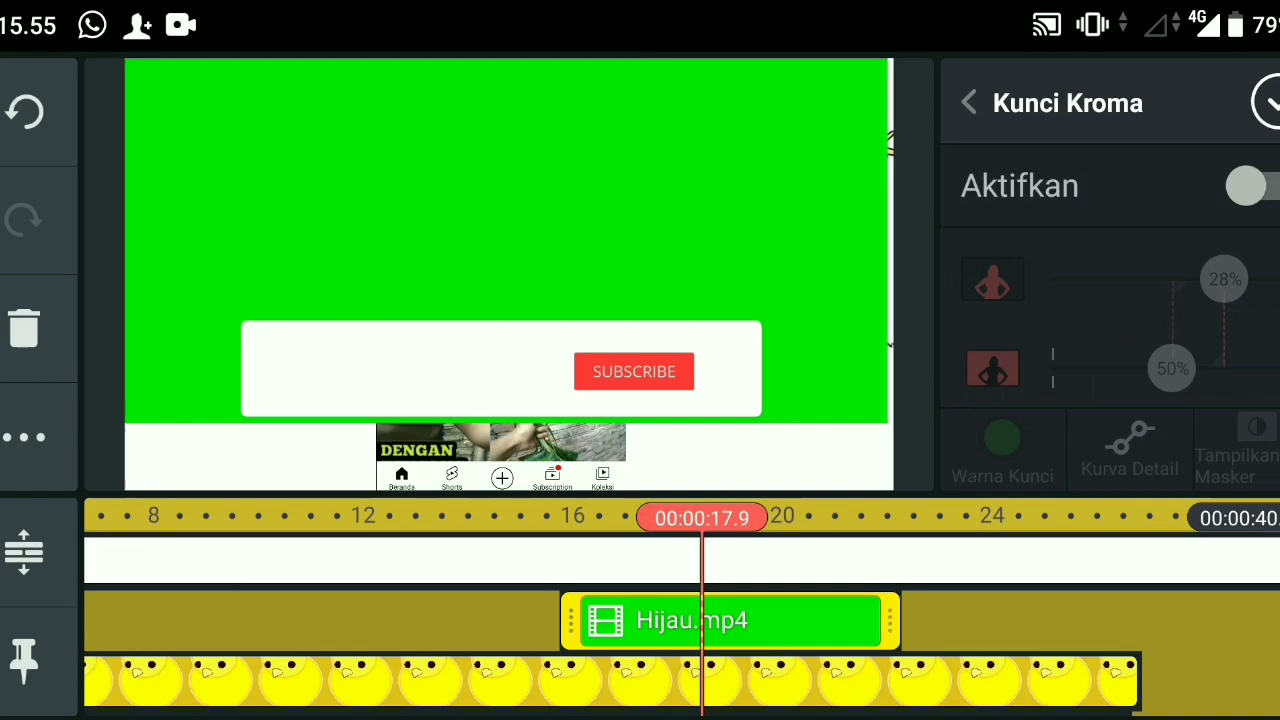 15.55
4G
79
Kunci Kroma
Aktifkan
28%
50%
SUBSCRIBE
DENGAN
Beranda
Shorts
Subscription
Koleksi
Warna Kunci
Kurva Detail
Tampilkan
Masker
8
12
16
00:00:17.9
20
24
00:00:40
Hijau.mp4